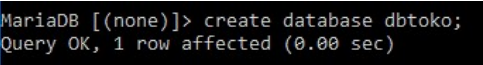 MariaDB [(none)]> create database dbtoko;
Query OK, 1 row affected (0.00 sec)